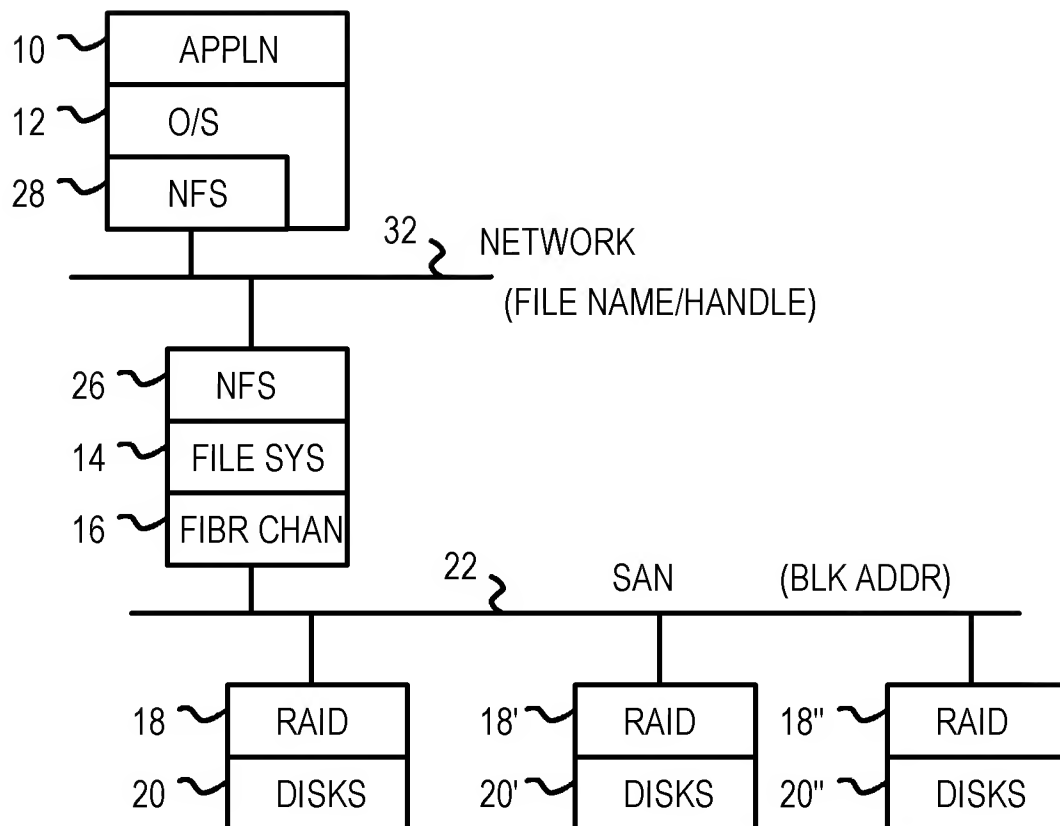 10 APPLN
12 O/S
28 NFS
32 NETWORK
(FILE NAME/HANDLE)
26 NFS
14 FILE SYS
16 FIBR CHAN
22 SAN (BLK ADDR)
18 RAID 18' RAID 18" RAID
20 DISKS 20' DISKS 20" DISKS